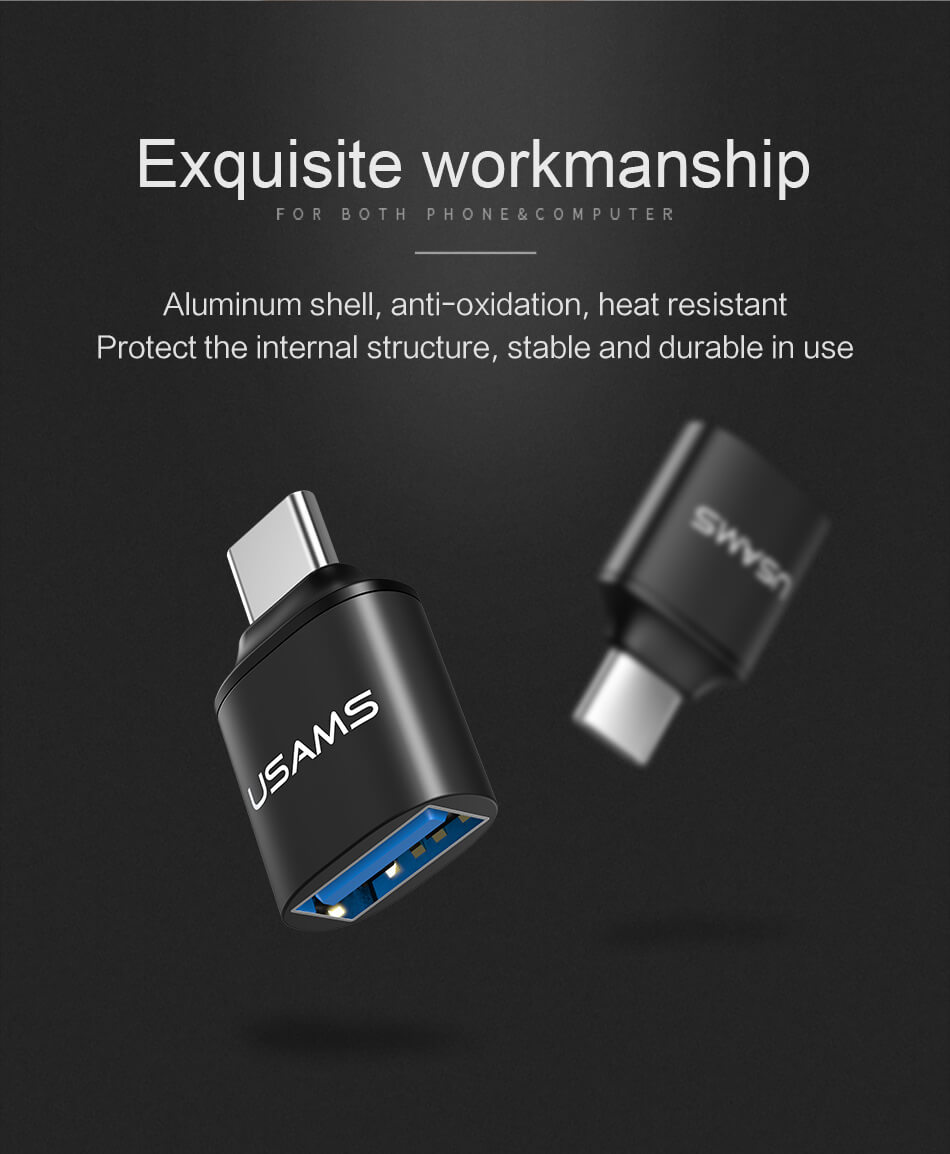 Exquisite workmanship
FOR BOTH PHONE&COMPUTER
Aluminum shell, anti-oxidation, heat resistant
Protect the internal structure, stable and durable in use
USAMS
USAMS